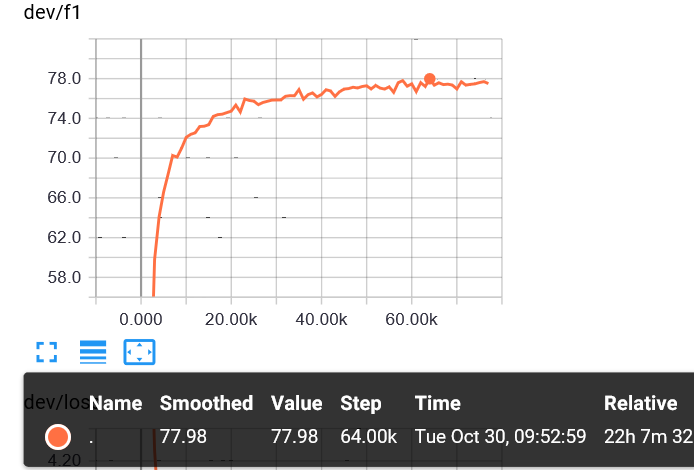 dev/f1
78.0
74.0
70.0
66.0
62.0
58.0
0.000 20.00k 40.00k 60.00k
dev/los
Name Smoothed Value Step Time Relative
. 77.98 77.98 64.00k Tue Oct 30, 09:52:59 22h 7m 32
4.20